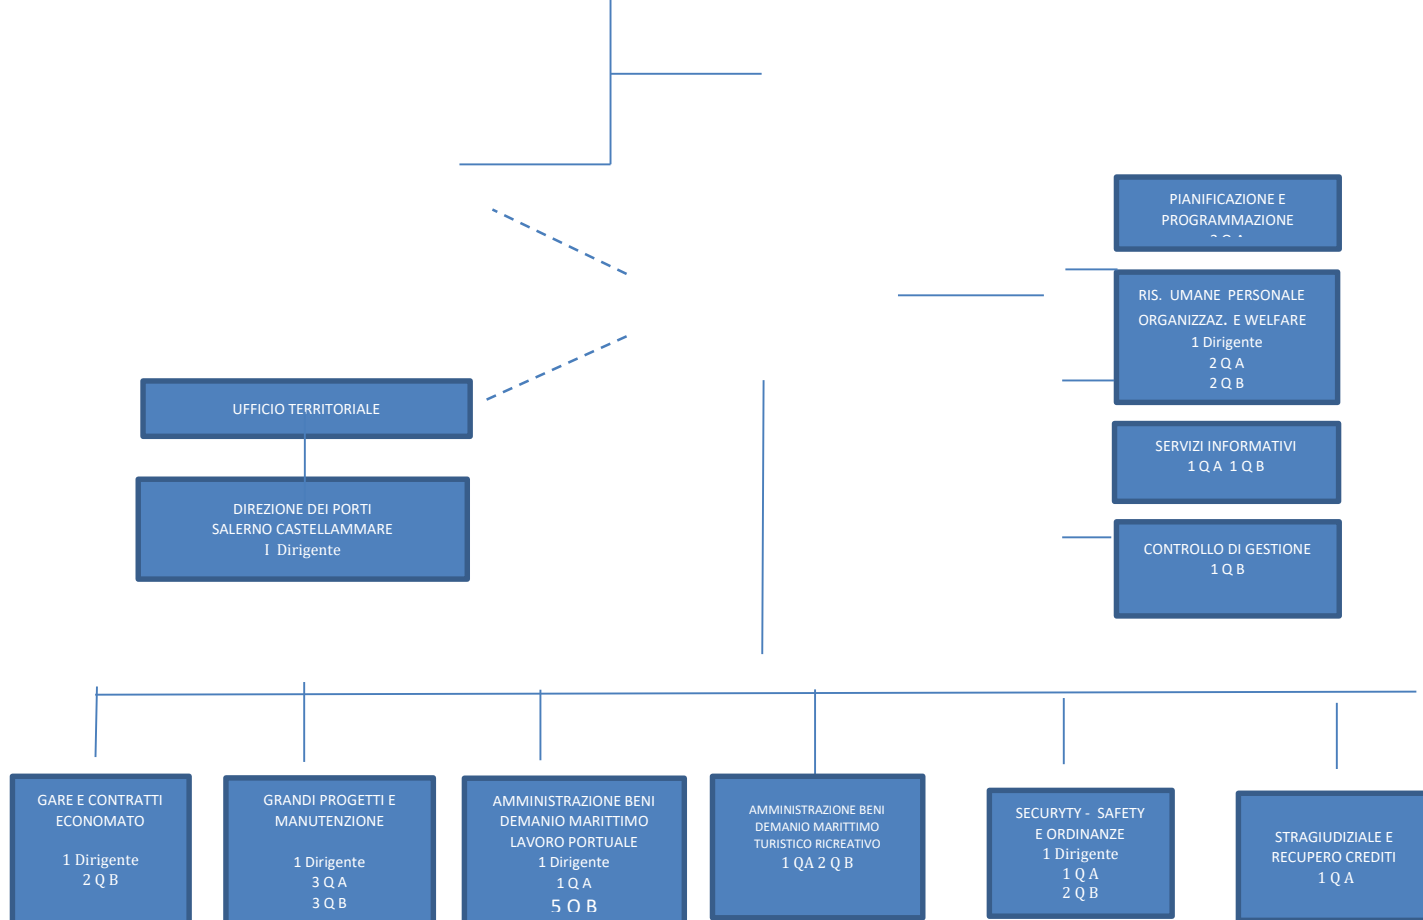 PIANIFICAZIONE E
PROGRAMMAZIONE
RIS. UMANE PERSONALE
ORGANIZZAZ. E WELFARE
1 Dirigente
2 Q A
2 Q B
SERVIZI INFORMATIVI
1 Q A 1 Q B
CONTROLLO DI GESTIONE
1 Q B
UFFICIO TERRITORIALE
DIREZIONE DEI PORTI
SALERNO CASTELLAMMARE
I Dirigente
GARE E CONTRATTI
ECONOMATO
1 Dirigente
2 Q B
GRANDI PROGETTI E
MANUTENZIONE
1 Dirigente
3 Q A
3 Q B
AMMINISTRAZIONE BENI
DEMANIO MARITTIMO
LAVORO PORTUALE
1 Dirigente
1 Q A
5 Q B
AMMINISTRAZIONE BENI
DEMANIO MARITTIMO
TURISTICO RICREATIVO
1 QA 2 Q B
SECURYTY - SAFETY
E ORDINANZE
1 Dirigente
1 Q A
2 Q B
STRAGIUDIZIALE E
RECUPERO CREDITI
1 Q A